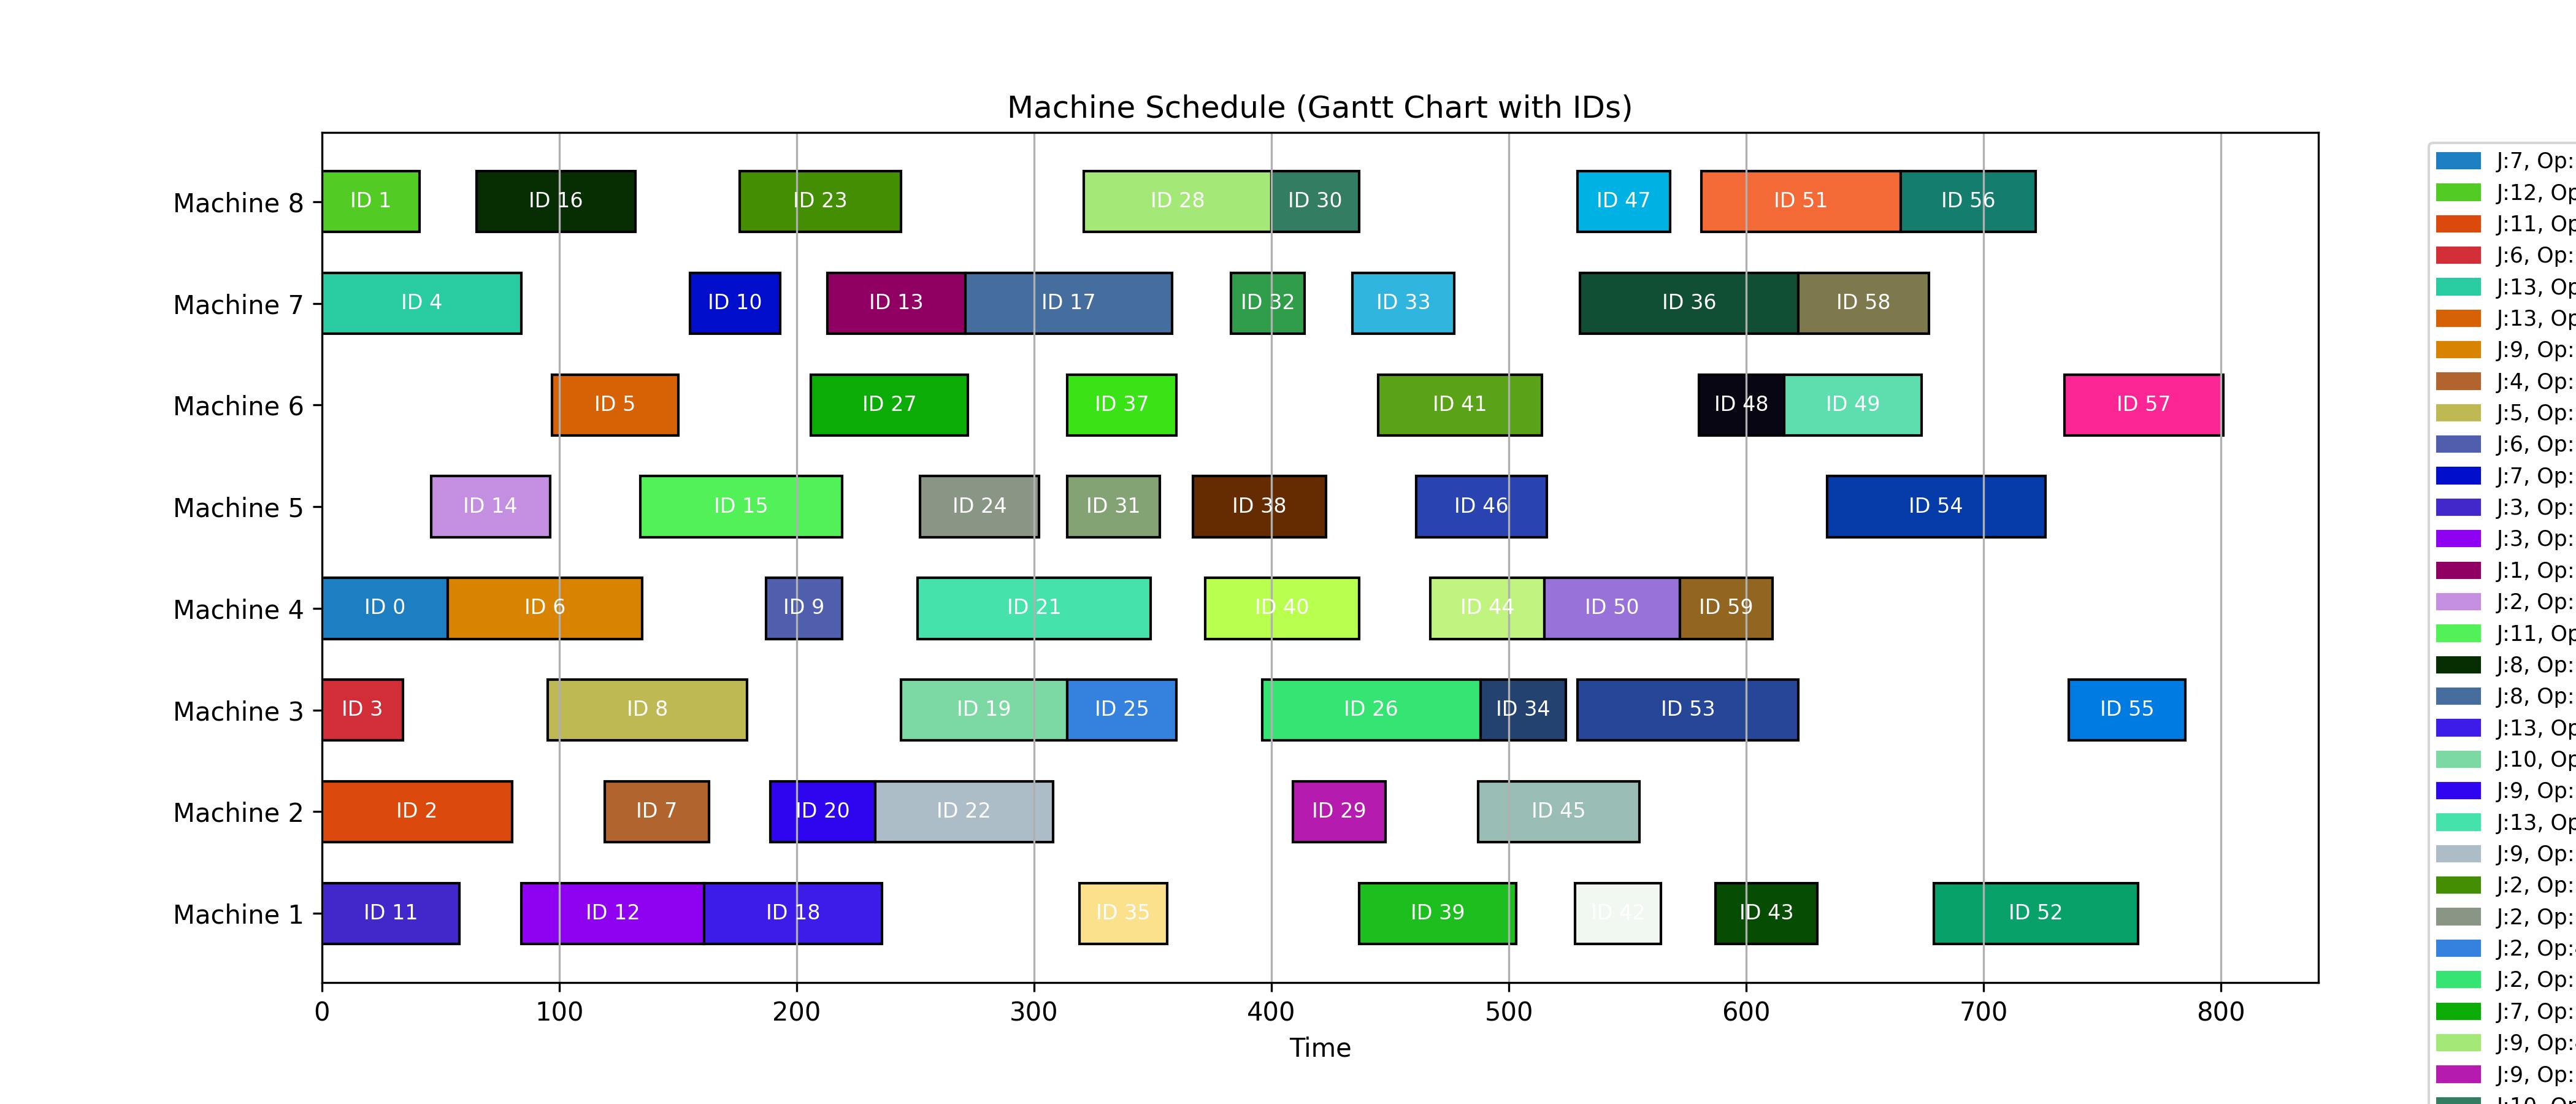 Machine Schedule (Gantt Chart with IDs)
Machine 8
ID 1
ID 16
ID 23
ID 28
ID 30
ID 47
ID 51
ID 56
Machine 7
ID 4
ID 10
ID 13
ID 17
ID 32
ID 33
ID 36
ID 58
Machine 6
ID 5
ID 27
ID 37
ID 41
ID 48
ID 49
ID 57
Machine 5
ID 14
ID 15
ID 24
ID 31
ID 38
ID 46
ID 54
Machine 4
ID 0
ID 6
ID 9
ID 21
ID 40
ID 44
ID 50
ID 59
Machine 3
ID 3
ID 8
ID 19
ID 25
ID 26
ID 34
ID 53
ID 55
Machine 2
ID 2
ID 7
ID 20
ID 22
ID 29
ID 45
Machine 1
ID 11
ID 12
ID 18
ID 35
ID 39
ID 42
ID 43
ID 52
0 100 200 300 400 500 600 700 800
Time
J:7, Op:
J:12, Op
J:11, Op
J:6, Op:
J:13, Op
J:13, Op
J:9, Op:
J:4, Op:
J:5, Op:
J:6, Op:
J:7, Op:
J:3, Op:
J:3, Op:
J:1, Op:
J:2, Op:
J:11, Op
J:8, Op:
J:8, Op:
J:13, Op
J:10, Op
J:9, Op:
J:13, Op
J:9, Op:
J:2, Op:
J:2, Op:
J:2, Op:
J:2, Op:
J:7, Op:
J:9, Op:
J:9, Op:
J:10, Op